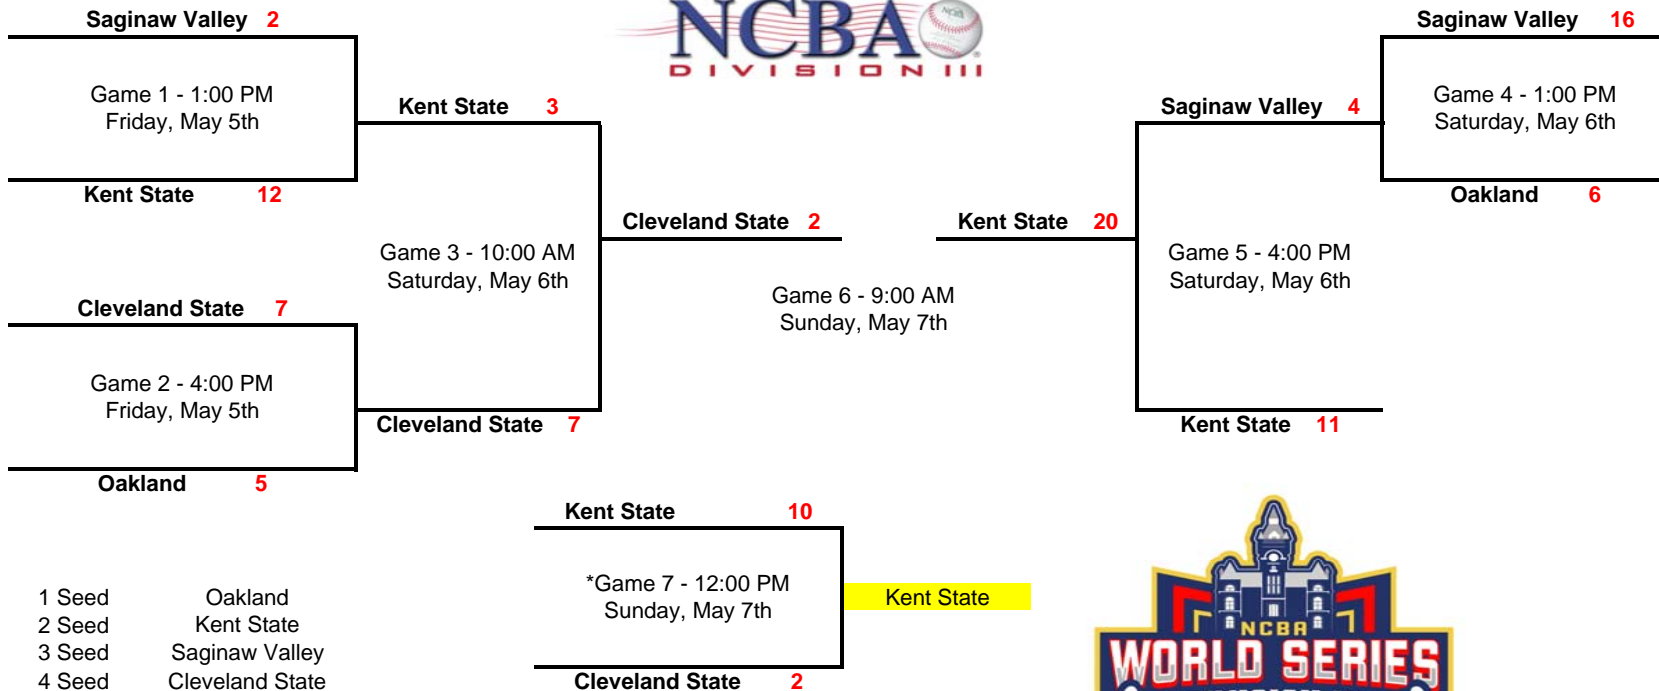 Saginaw Valley 2
Game 1 - 1:00 PM
Friday, May 5th
Kent State 12
Cleveland State 7
Game 2 - 4:00 PM
Friday, May 5th
Oakland 5
Kent State 3
Game 3 - 10:00 AM
Saturday, May 6th
Cleveland State 7
NCBA
DIVISION III
Cleveland State 2
Kent State 20
Game 6 - 9:00 AM
Sunday, May 7th
Saginaw Valley 4
Game 5 - 4:00 PM
Saturday, May 6th
Kent State 11
Saginaw Valley 16
Game 4 - 1:00 PM
Saturday, May 6th
Oakland 6
Kent State 10
*Game 7 - 12:00 PM
Sunday, May 7th
Cleveland State 2
Kent State
1 Seed Oakland
2 Seed Kent State
3 Seed Saginaw Valley
4 Seed Cleveland State
NCBA
WORLD SERIES